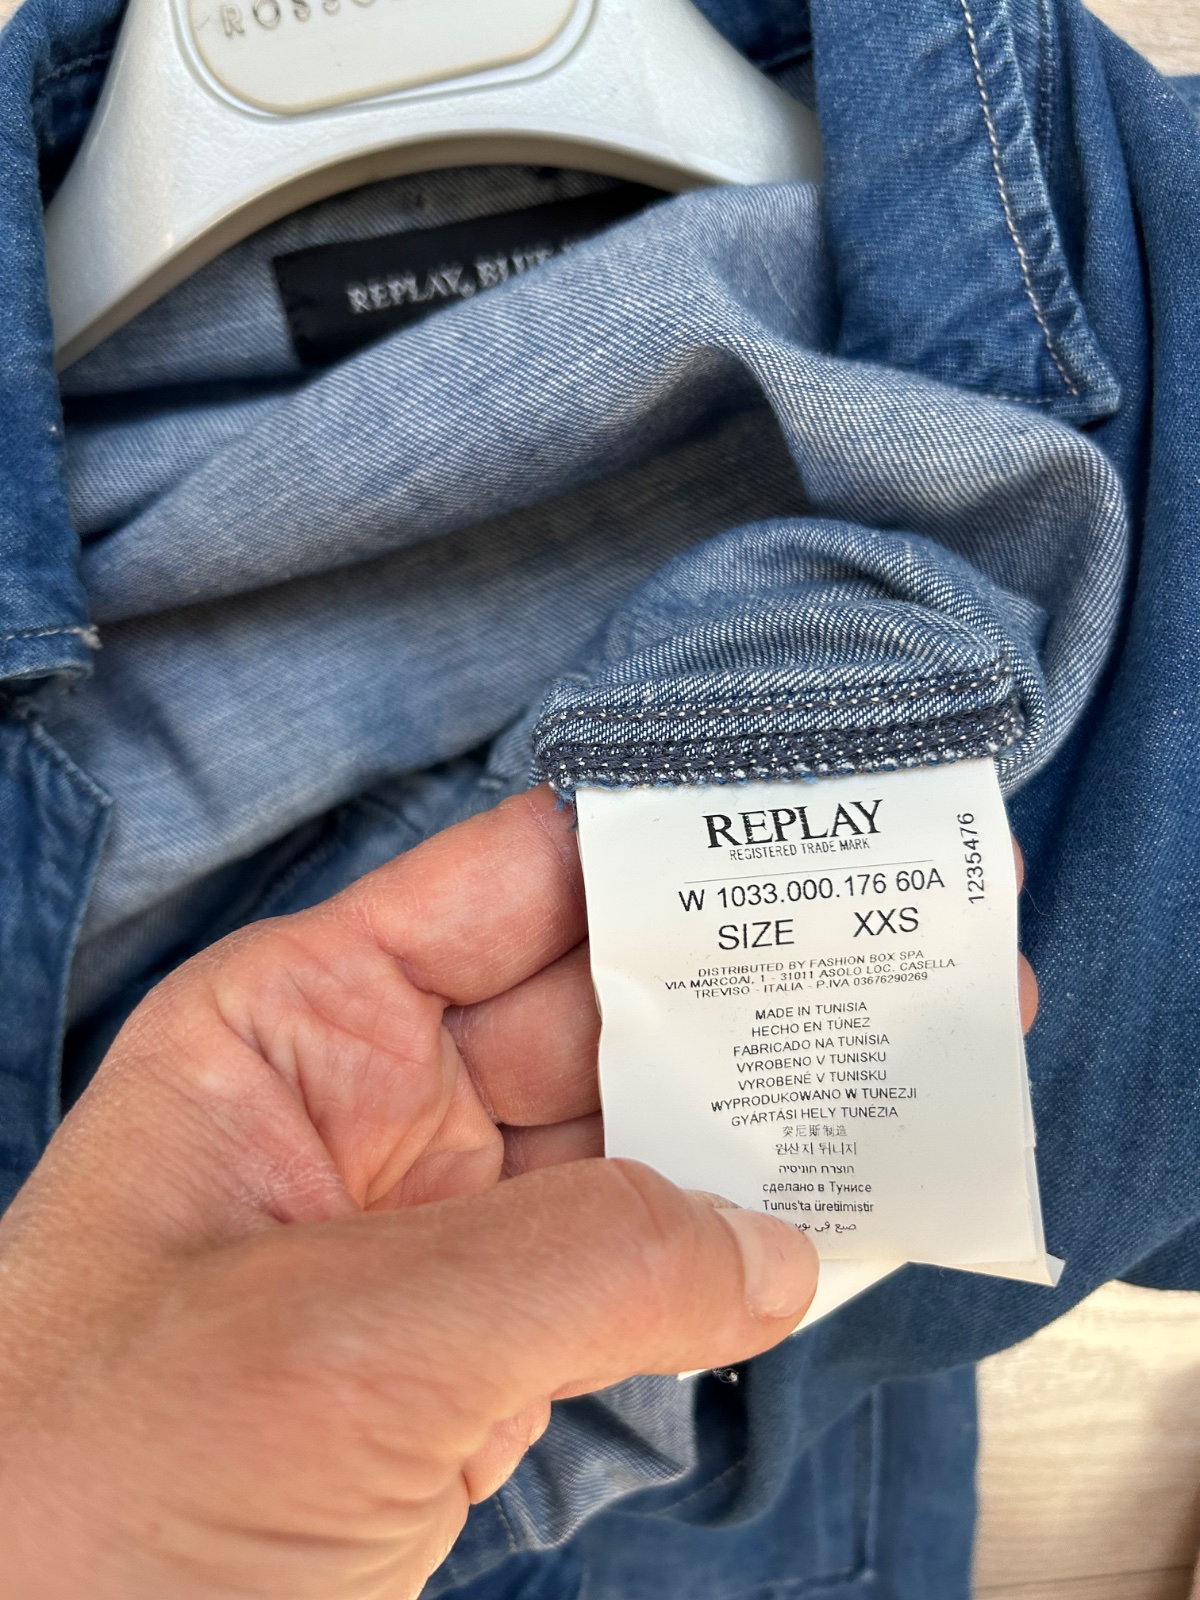 REPLAY BLUE
REPLAY
REGISTERED TRADE MARK
W 1033.000.176 60A
1235476
SIZE XXS
DISTRIBUTED BY FASHION BOX SPA
VIA MARCOAI, 1 - 31011 ASOLO LOC. CASELLA
TREVISO - ITALIA - P.IVA 03676290269
MADE IN TUNISIA
HECHO EN TÚNEZ
FABRICADO NA TUNÍSIA
VYROBENO V TUNISKU
VYROBENÉ V TUNISKU
WYPRODUKOWANO W TUNEZJI
GYÁRTÁSI HELY TUNÉZIA
突尼斯制造
원산지 튀니지
תוצרת תוניסיה
сделано в Тунисе
Tunus'ta üretilmistir
صنع في